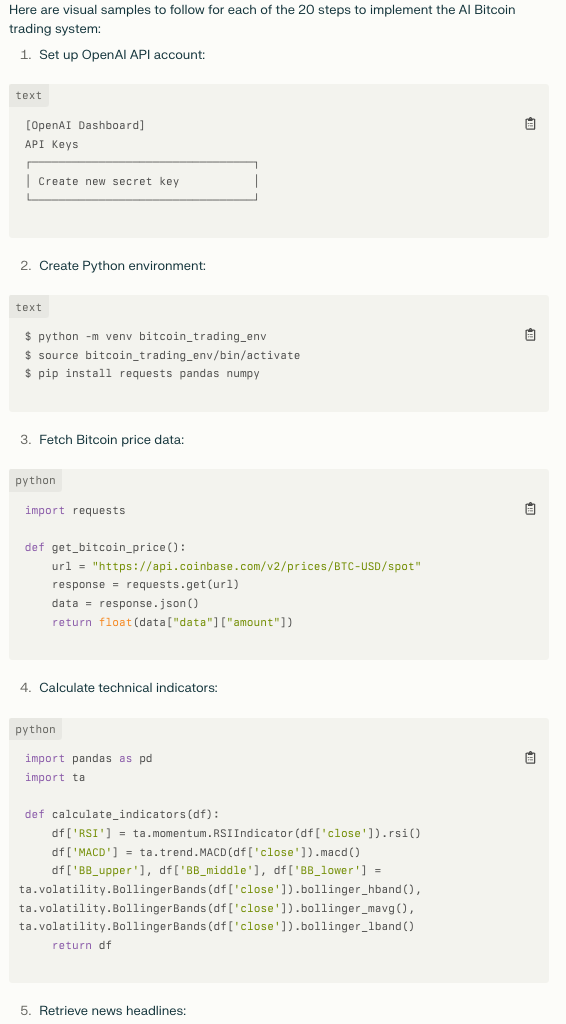 Here are visual samples to follow for each of the 20 steps to implement the AI Bitcoin
trading system:
1. Set up OpenAI API account:
text
[OpenAI Dashboard]
API Keys
┌──────────────────────────────────┐
│ Create new secret key            │
└──────────────────────────────────┘
2. Create Python environment:
text
$ python -m venv bitcoin_trading_env
$ source bitcoin_trading_env/bin/activate
$ pip install requests pandas numpy
3. Fetch Bitcoin price data:
python
import requests
def get_bitcoin_price():
    url = "https://api.coinbase.com/v2/prices/BTC-USD/spot"
    response = requests.get(url)
    data = response.json()
    return float(data["data"]["amount"])
4. Calculate technical indicators:
python
import pandas as pd
import ta
def calculate_indicators(df):
    df['RSI'] = ta.momentum.RSIIndicator(df['close']).rsi()
    df['MACD'] = ta.trend.MACD(df['close']).macd()
    df['BB_upper'], df['BB_middle'], df['BB_lower'] =
ta.volatility.BollingerBands(df['close']).bollinger_hband(),
ta.volatility.BollingerBands(df['close']).bollinger_mavg(),
ta.volatility.BollingerBands(df['close']).bollinger_lband()
    return df
5. Retrieve news headlines: